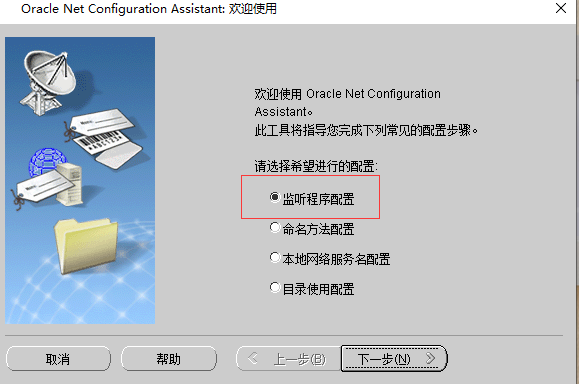 Oracle Net Configuration Assistant: 欢迎使用
欢迎使用 Oracle Net Configuration
Assistant。
此工具将指导您完成下列常见的配置步骤。
请选择希望进行的配置:
监听程序配置
命名方法配置
本地网络服务名配置
目录使用配置
取消
帮助
上一步(B)
下一步(N)